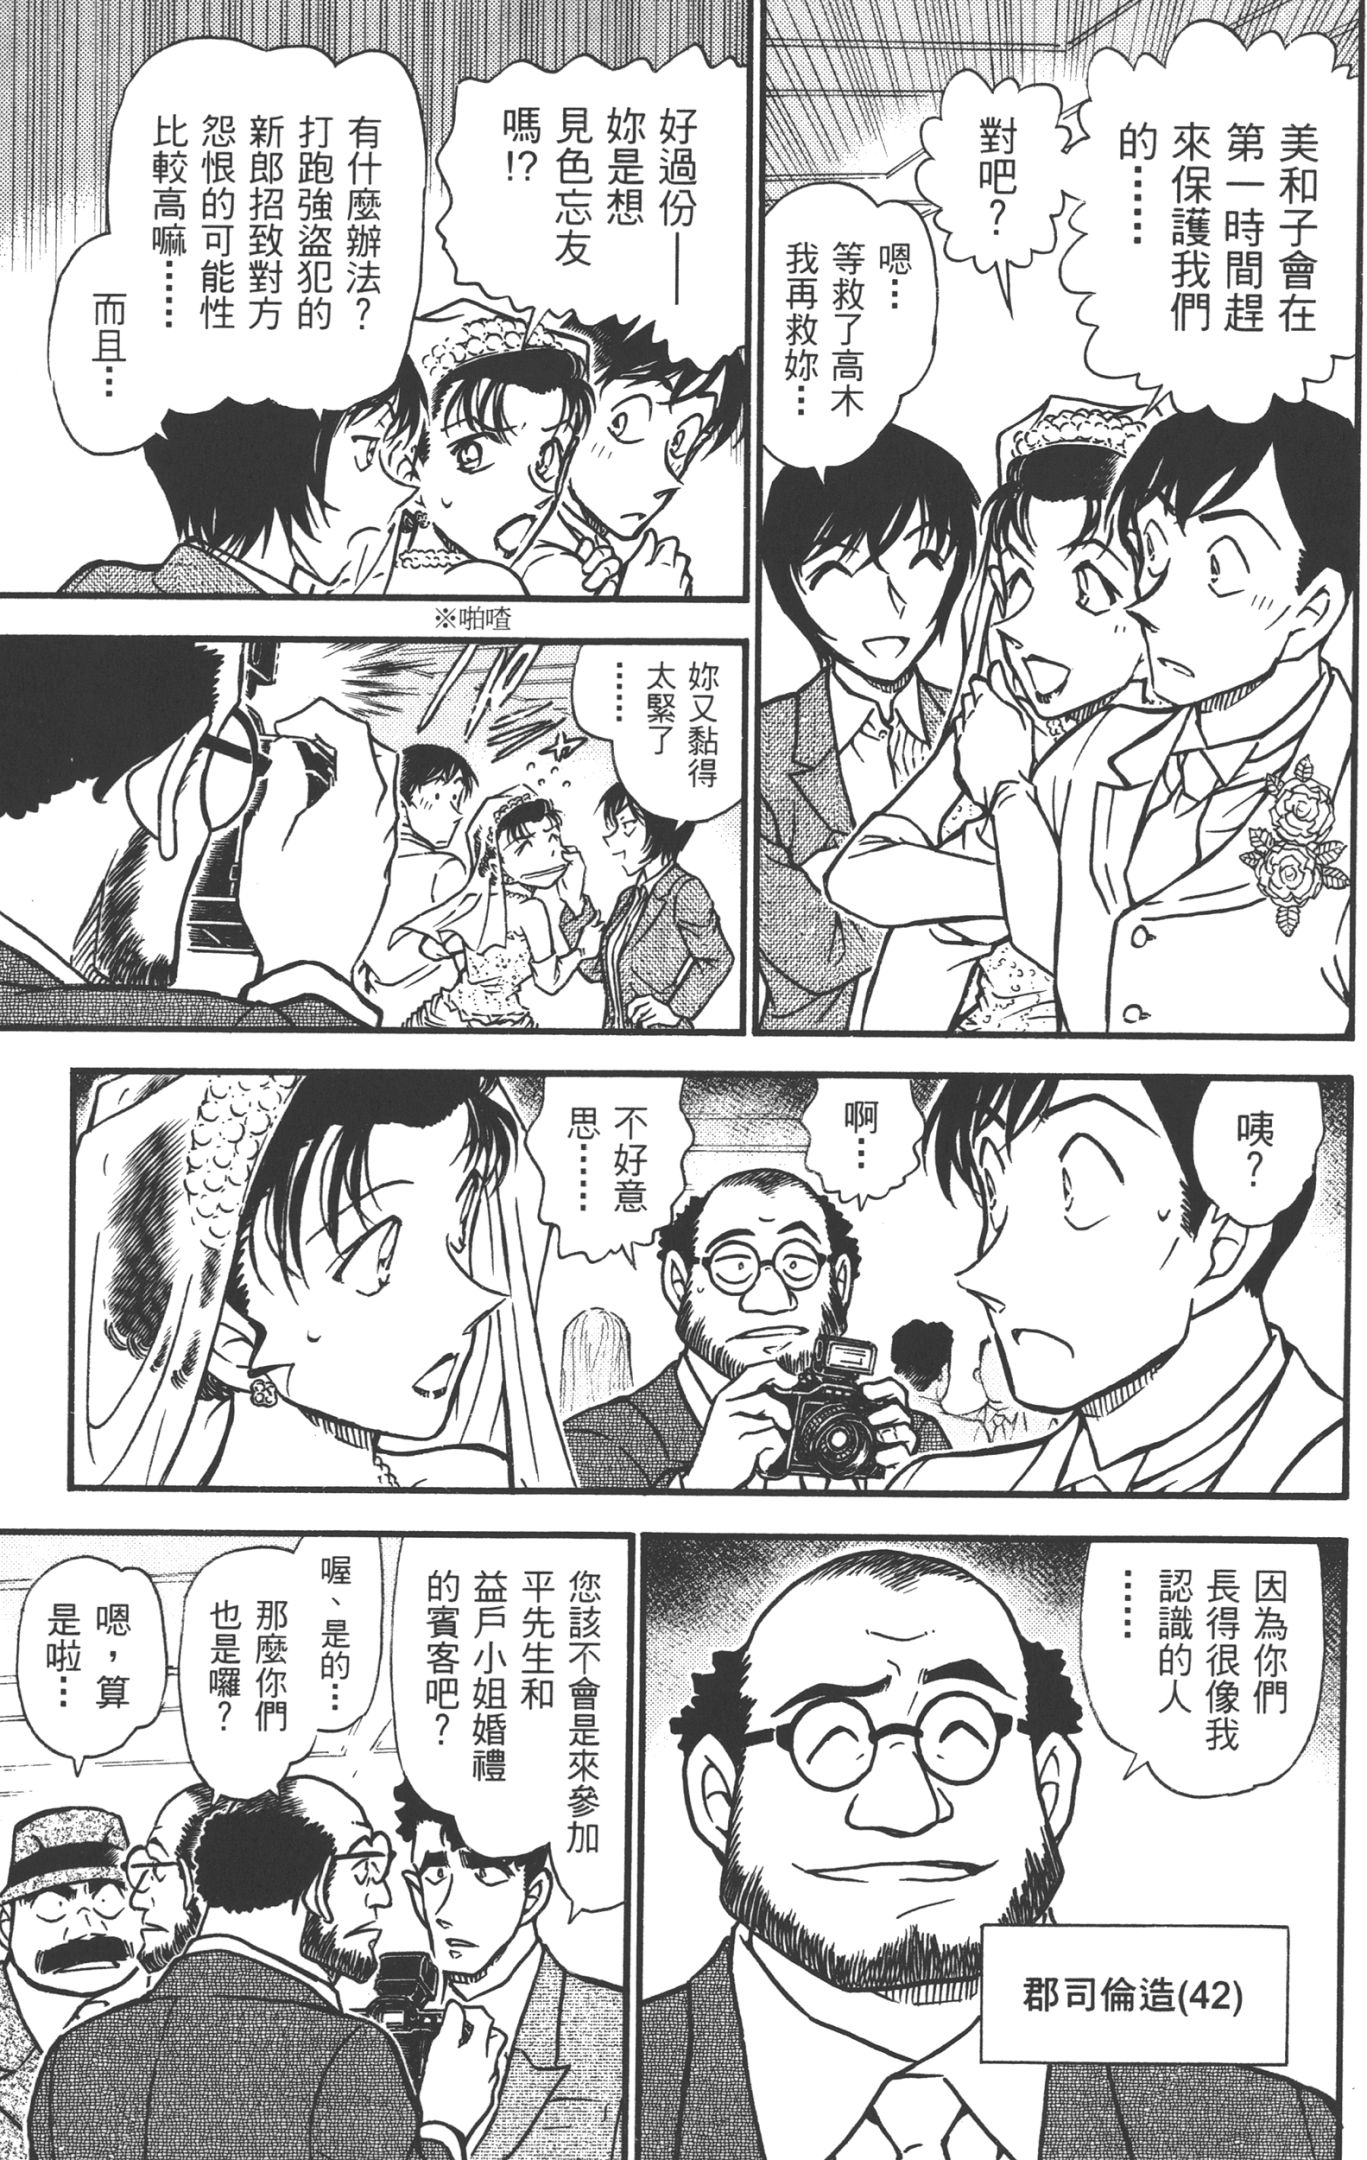 美和子會在
第一時間趕
來保護我們
的……
對吧？
嗯…
等救了高木
我再救妳…
好過份——
妳是想
見色忘友
嗎!?
有什麼辦法？
打跑強盜犯的
新郎招致對方
怨恨的可能性
比較高嘛……
而且…
※啪喳
妳又黏得
太緊了
……
咦？
啊…
不好意
思……
因為你們
長得很像我
認識的人
……
郡司倫造(42)
您該不會是來參加
平先生和
益戶小姐婚禮
的賓客吧？
喔、是的…
那麼你們
也是囉？
嗯，算
是啦…